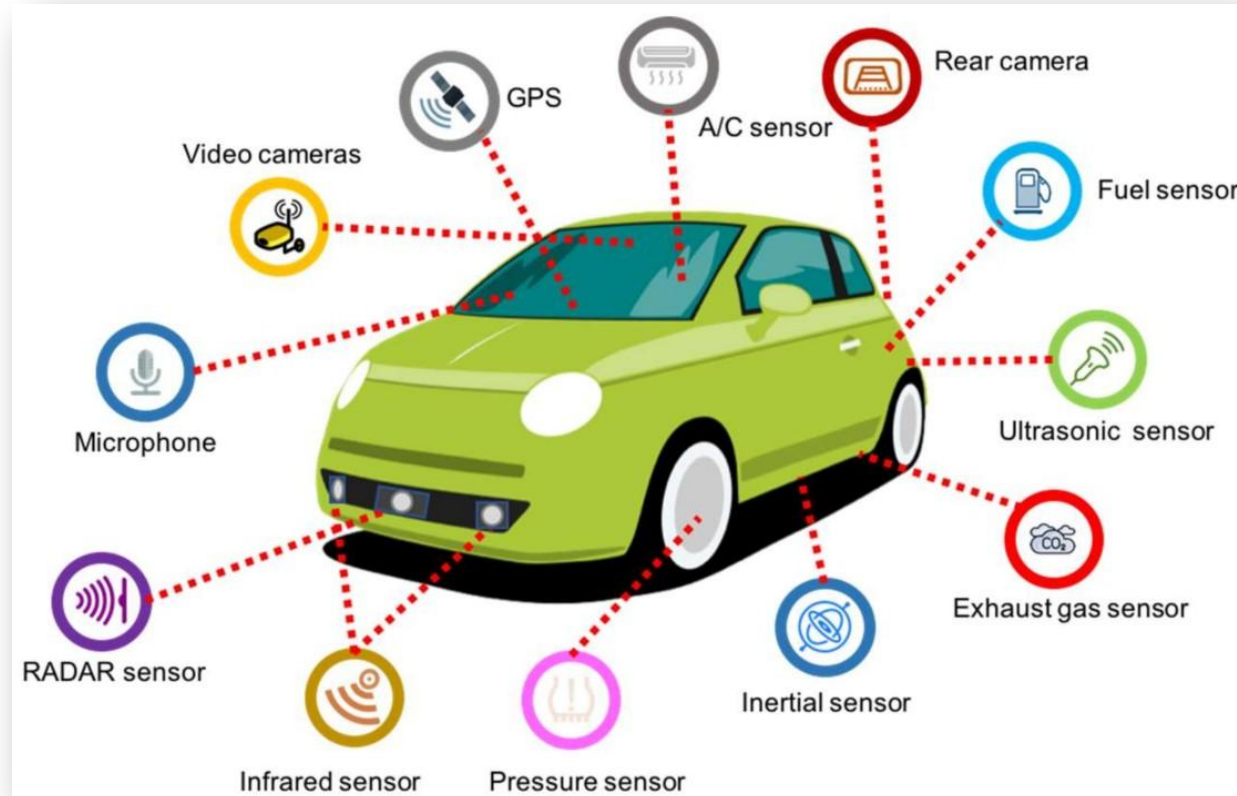 Rear camera
GPS
A/C sensor
Video cameras
Fuel sensor
Microphone
Ultrasonic sensor
CO₂
Exhaust gas sensor
RADAR sensor
Inertial sensor
Infrared sensor
Pressure sensor